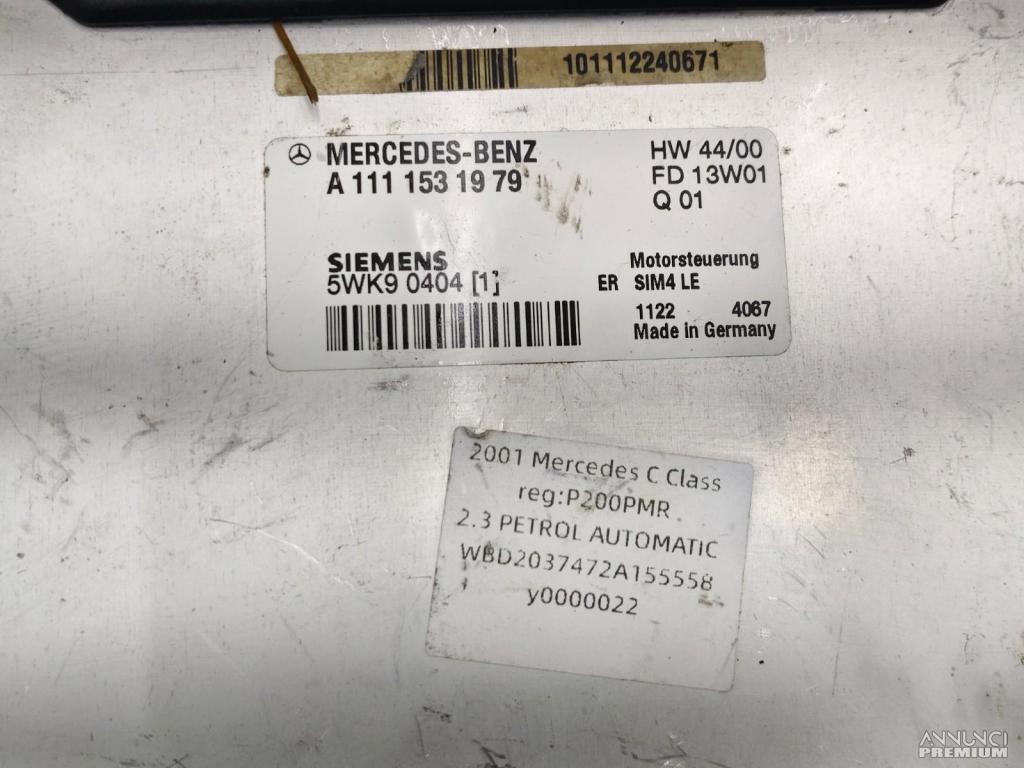 101112240671
MERCEDES-BENZ
A 111 153 19 79
HW 44/00
FD 13W01
Q 01
SIEMENS
5WK9 0404 [1]
Motorsteuerung
ER SIM4 LE
1122 4067
Made in Germany
2001 Mercedes C Class
reg:P200PMR
2.3 PETROL AUTOMATIC
WBD2037472A155558
y0000022
ANNUNCI
PREMIUM